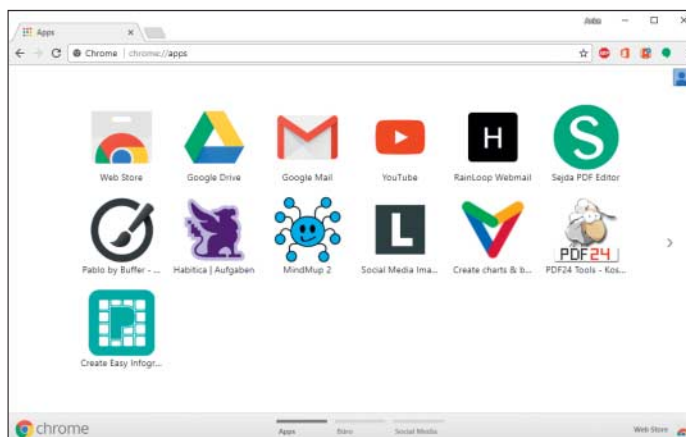 Apps
Chrome | chrome://apps
Web Store
Google Drive
Google Mail
YouTube
H
RainLoop Webmail
S
Sejda PDF Editor
Pablo by Buffer - ...
Habitica | Aufgaben
MindMup 2
L
Social Media Ima...
Create charts & b...
PDF24
PDF24 Tools - Kos...
P
Create Easy Infogr...
chrome
Apps
Büro
Social Media
Web Store